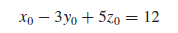 x₀ − 3y₀ + 5z₀ = 12